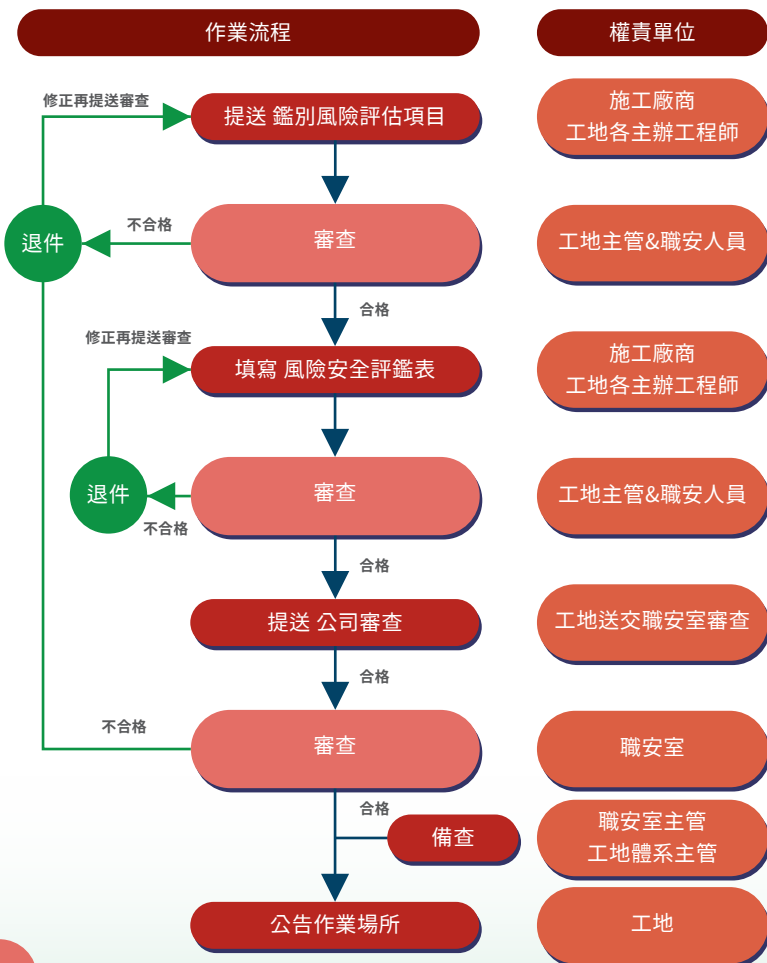 作業流程
權責單位
修正再提送審查
提送 鑑別風險評估項目
施工廠商
工地各主辦工程師
退件
不合格
審查
工地主管&職安人員
合格
修正再提送審查
填寫 風險安全評鑑表
施工廠商
工地各主辦工程師
退件
不合格
審查
工地主管&職安人員
合格
提送 公司審查
工地送交職安室審查
合格
不合格
審查
職安室
合格
備查
職安室主管
工地體系主管
公告作業場所
工地